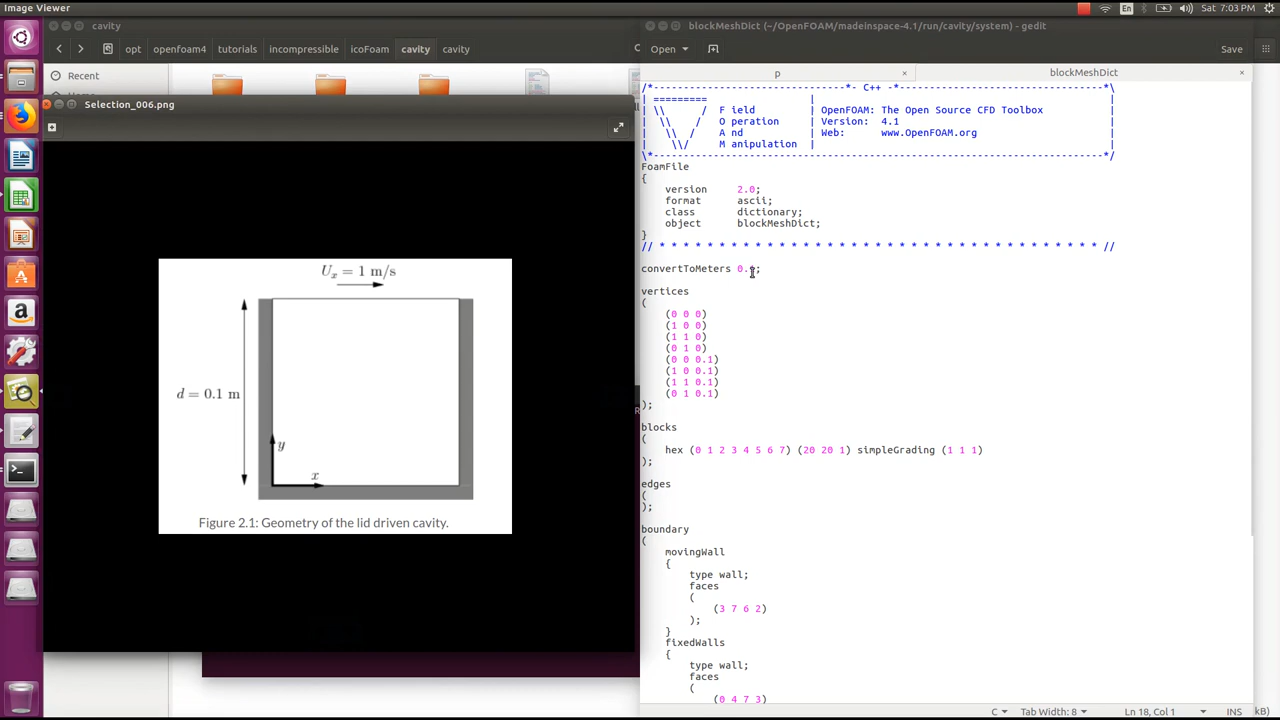 Image Viewer
En
Sat 7:03 PM
cavity
blockMeshDict (~/OpenFOAM/madeinspace-4.1/run/cavity/system) - gedit
opt
openfoam4
tutorials
incompressible
icoFoam
cavity
cavity
Open
Save
Recent
p
×
blockMeshDict
×
Selection_006.png
/*--------------------------------*- C++ -*----------------------------------*\
| ========= | |
| \\ / F ield | OpenFOAM: The Open Source CFD Toolbox |
| \\ / O peration | Version: 4.1 |
| \\ / A nd | Web: www.OpenFOAM.org |
| \\/ M anipulation | |
\*---------------------------------------------------------------------------*/
FoamFile
{
version 2.0;
format ascii;
class dictionary;
object blockMeshDict;
}
// * * * * * * * * * * * * * * * * * * * * * * * * * * * * * * * * * * * * * //
convertToMeters 0.1;
vertices
(
(0 0 0)
(1 0 0)
(1 1 0)
(0 1 0)
(0 0 0.1)
(1 0 0.1)
(1 1 0.1)
(0 1 0.1)
);
blocks
(
hex (0 1 2 3 4 5 6 7) (20 20 1) simpleGrading (1 1 1)
);
edges
(
);
boundary
(
movingWall
{
type wall;
faces
(
(3 7 6 2)
);
}
fixedWalls
{
type wall;
faces
(
(0 4 7 3)
Ux = 1 m/s
d = 0.1 m
y
x
Figure 2.1: Geometry of the lid driven cavity.
C
Tab Width: 8
Ln 18, Col 1
INS
kB)